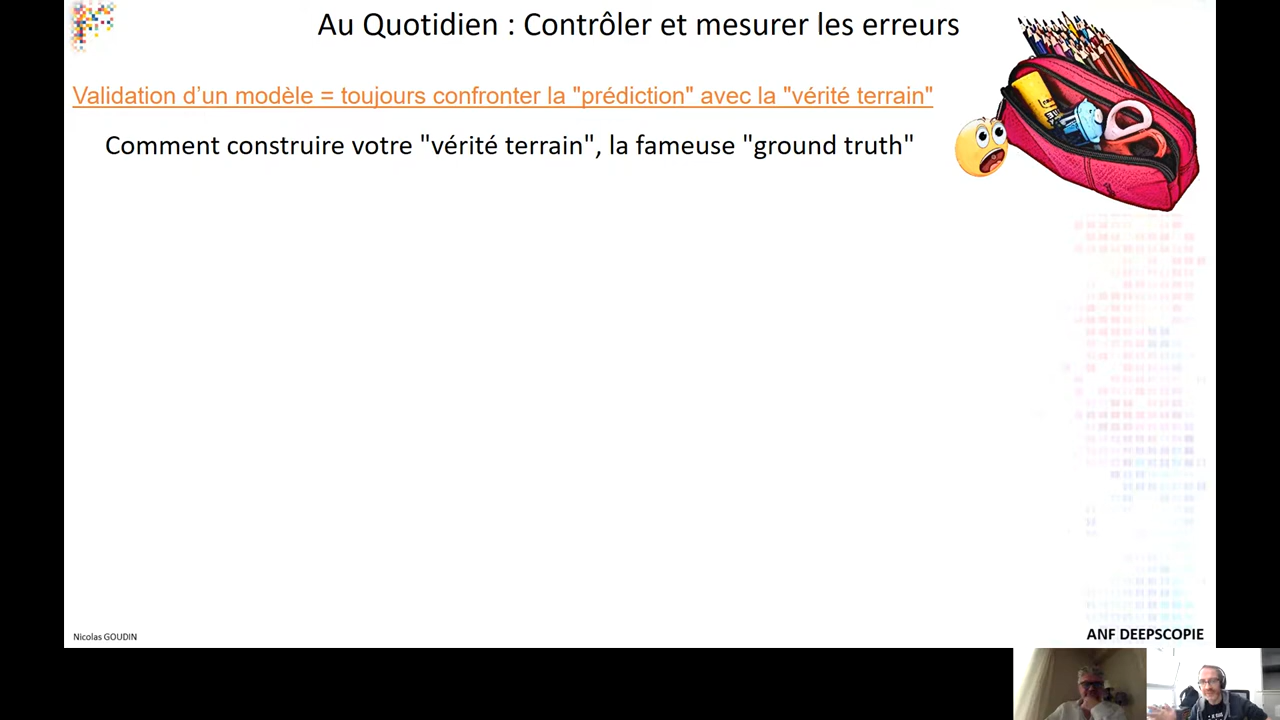 Au Quotidien : Contrôler et mesurer les erreurs
Validation d'un modèle = toujours confronter la "prédiction" avec la "vérité terrain"
Comment construire votre "vérité terrain", la fameuse "ground truth"
Nicolas GOUDIN
ANF DEEPSCOPIE